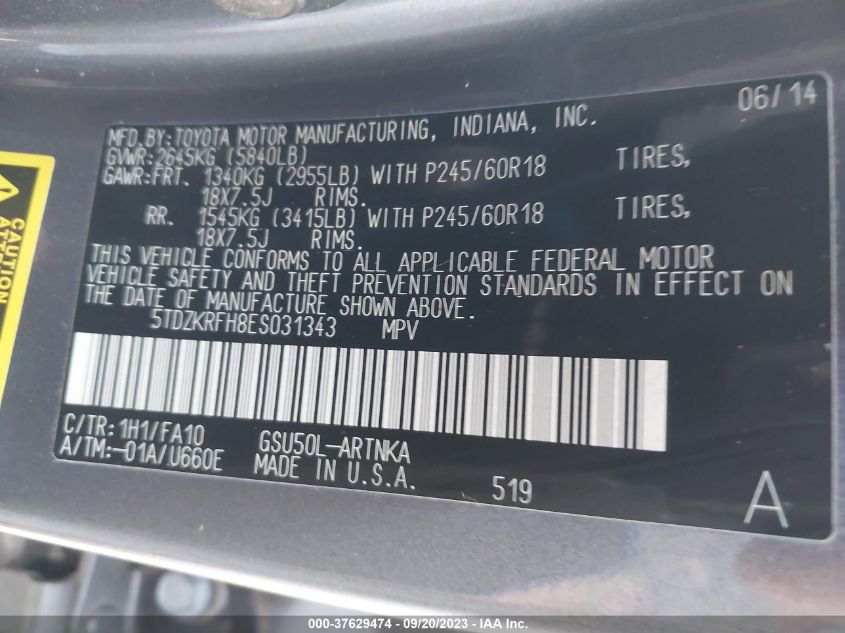 06/14
MFD.BY:TOYOTA MOTOR MANUFACTURING, INDIANA, INC.
GVWR:2645KG (5840LB)
GAWR:FRT. 1340KG (2955LB) WITH P245/60R18 TIRES,
18X7.5J RIMS.
RR. 1545KG (3415LB) WITH P245/60R18 TIRES,
18X7.5J RIMS.
THIS VEHICLE CONFORMS TO ALL APPLICABLE FEDERAL MOTOR
VEHICLE SAFETY AND THEFT PREVENTION STANDARDS IN EFFECT ON
THE DATE OF MANUFACTURE SHOWN ABOVE.
5TDZKRFH8ES031343 MPV
C/TR:1H1/FA10 GSU50L-ARTNKA
A/TM:-01A/U660E MADE IN U.S.A. 519
A
CAUTION
000-37629474 - 09/20/2023 - IAA Inc.